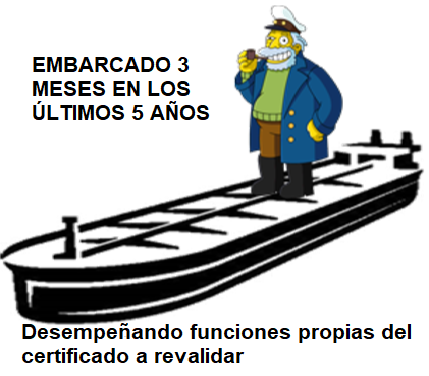 EMBARCADO 3
MESES EN LOS
ÚLTIMOS 5 AÑOS
Desempeñando funciones propias del
certificado a revalidar